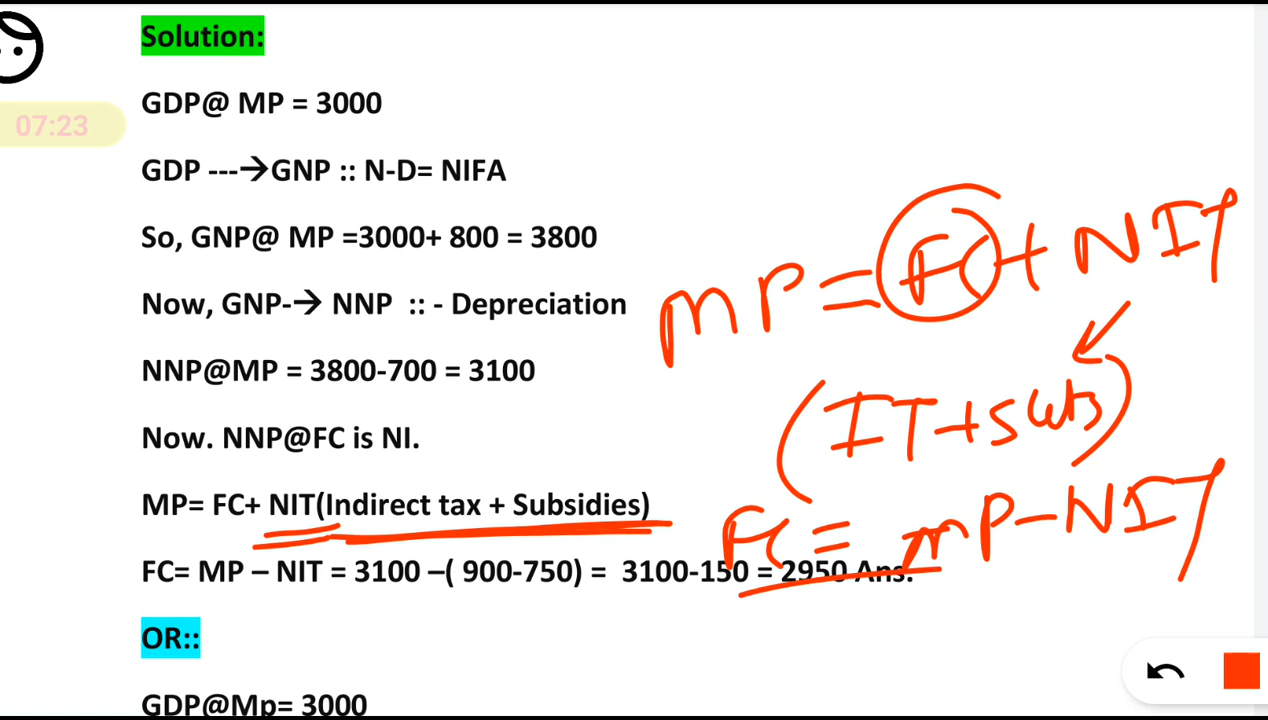 Solution:
07:23
GDP@ MP = 3000
GDP ---→GNP :: N-D= NIFA
So, GNP@ MP =3000+ 800 = 3800
MP = FC + NIT
Now, GNP-→ NNP :: - Depreciation
NNP@MP = 3800-700 = 3100
(IT+Subs)
Now. NNP@FC is NI.
MP= FC+ NIT(Indirect tax + Subsidies)
FC = MP-NIT
FC= MP – NIT = 3100 –( 900-750) = 3100-150 = 2950 Ans.
OR::
GDP@Mp= 3000